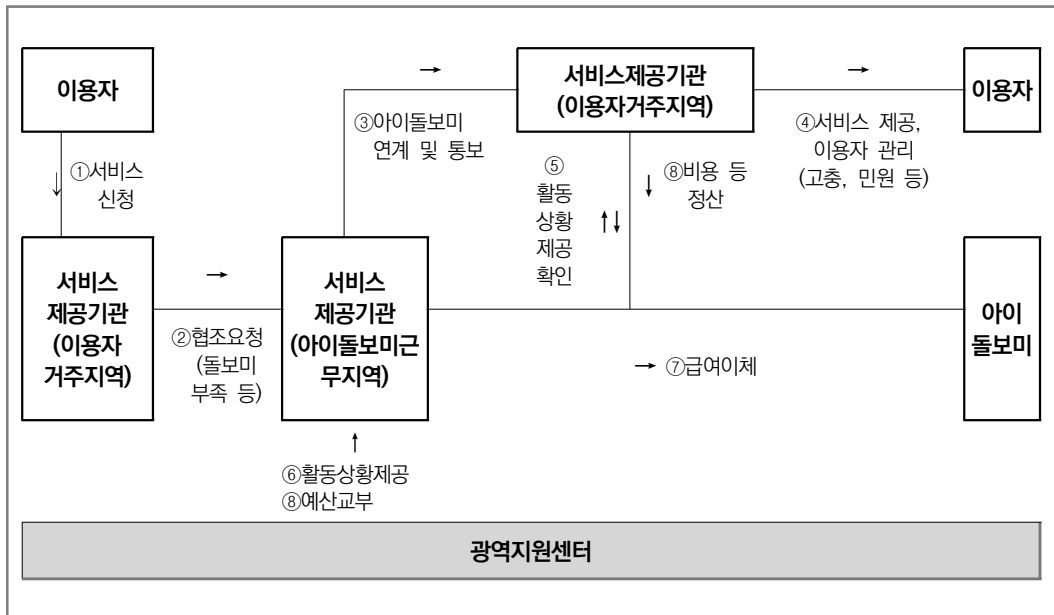 이용자
①서비스
신청
서비스
제공기관
(이용자
거주지역)
②협조요청
(돌보미
부족 등)
서비스
제공기관
(아이돌보미근
무지역)
③아이돌보미
연계 및 통보
서비스제공기관
(이용자거주지역)
④서비스 제공,
이용자 관리
(고충, 민원 등)
이용자
⑤
활동
상황
제공
확인
⑧비용 등
정산
아이
돌보미
⑦급여이체
⑥활동상황제공
⑧예산교부
광역지원센터